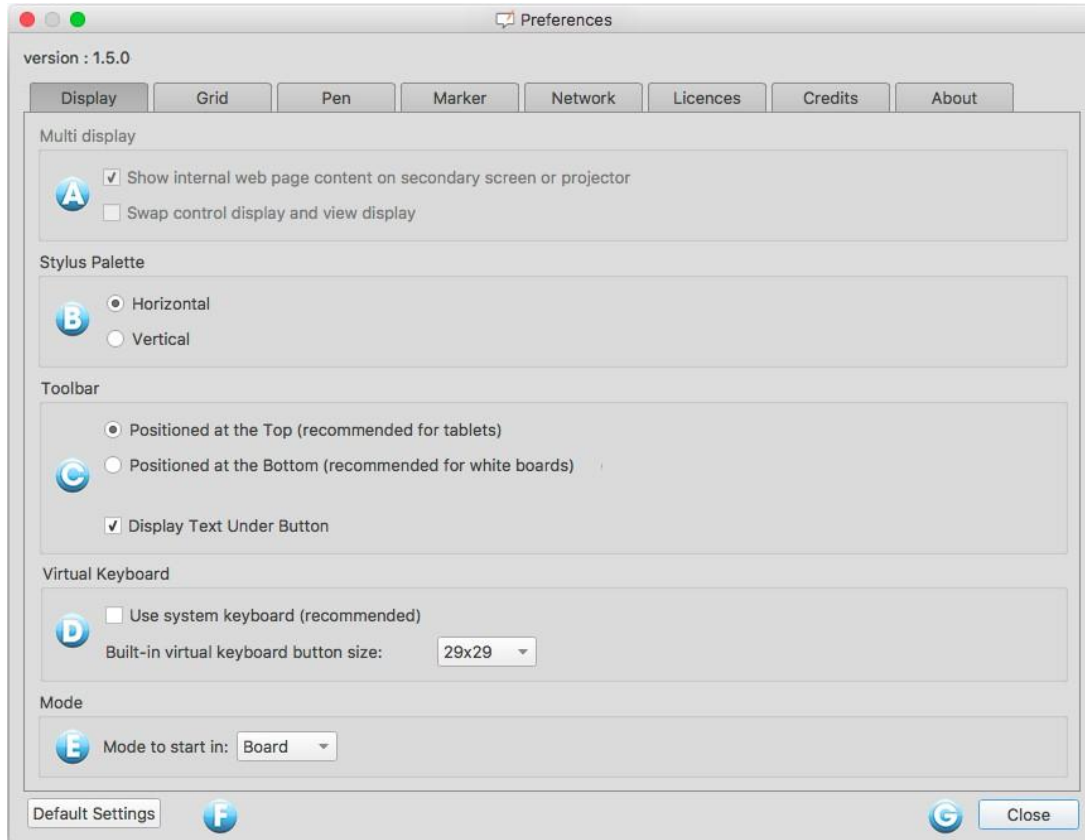 Preferences
version : 1.5.0
Display Grid Pen Marker Network Licences Credits About
Multi display
A
Show internal web page content on secondary screen or projector
Swap control display and view display
Stylus Palette
B
Horizontal
Vertical
Toolbar
C
Positioned at the Top (recommended for tablets)
Positioned at the Bottom (recommended for white boards)
Display Text Under Button
Virtual Keyboard
D
Use system keyboard (recommended)
Built-in virtual keyboard button size: 29x29
Mode
E Mode to start in: Board
Default Settings F G Close